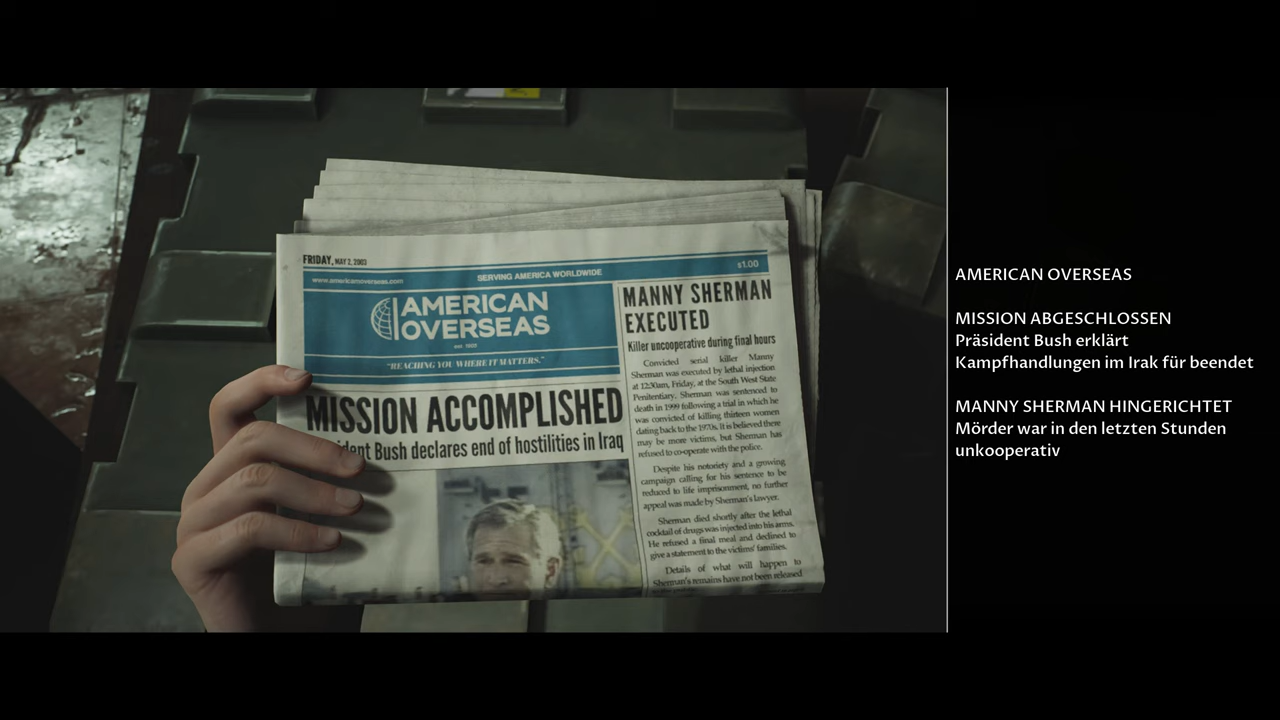 FRIDAY, MAY 2, 2003
www.americanoverseas.com
SERVING AMERICA WORLDWIDE
$1.00
AMERICAN
OVERSEAS
"REACHING YOU WHERE IT MATTERS."
MISSION ACCOMPLISHED
ident Bush declares end of hostilities in Iraq
MANNY SHERMAN
EXECUTED
Killer uncooperative during final hours
Convicted serial killer Manny
Sherman was executed by lethal injection
at 12:30am, Friday, at the South West State
Penitentiary. Sherman was sentenced to
death in 1999 following a trial in which he
was convicted of killing thirteen women
dating back to the 1970s. It is believed there
may be more victims, but Sherman has
refused to co-operate with the police.
Despite his notoriety and a growing
campaign calling for his sentence to be
reduced to life imprisonment, no further
appeal was made by Sherman's lawyer.
Sherman died shortly after the lethal
cocktail of drugs was injected into his arms.
He refused a final meal and declined to
give a statement to the victims' families.
Details of what will happen to
Sherman's remains have not been released
AMERICAN OVERSEAS
MISSION ABGESCHLOSSEN
Präsident Bush erklärt
Kampfhandlungen im Irak für beendet
MANNY SHERMAN HINGERICHTET
Mörder war in den letzten Stunden
unkooperativ